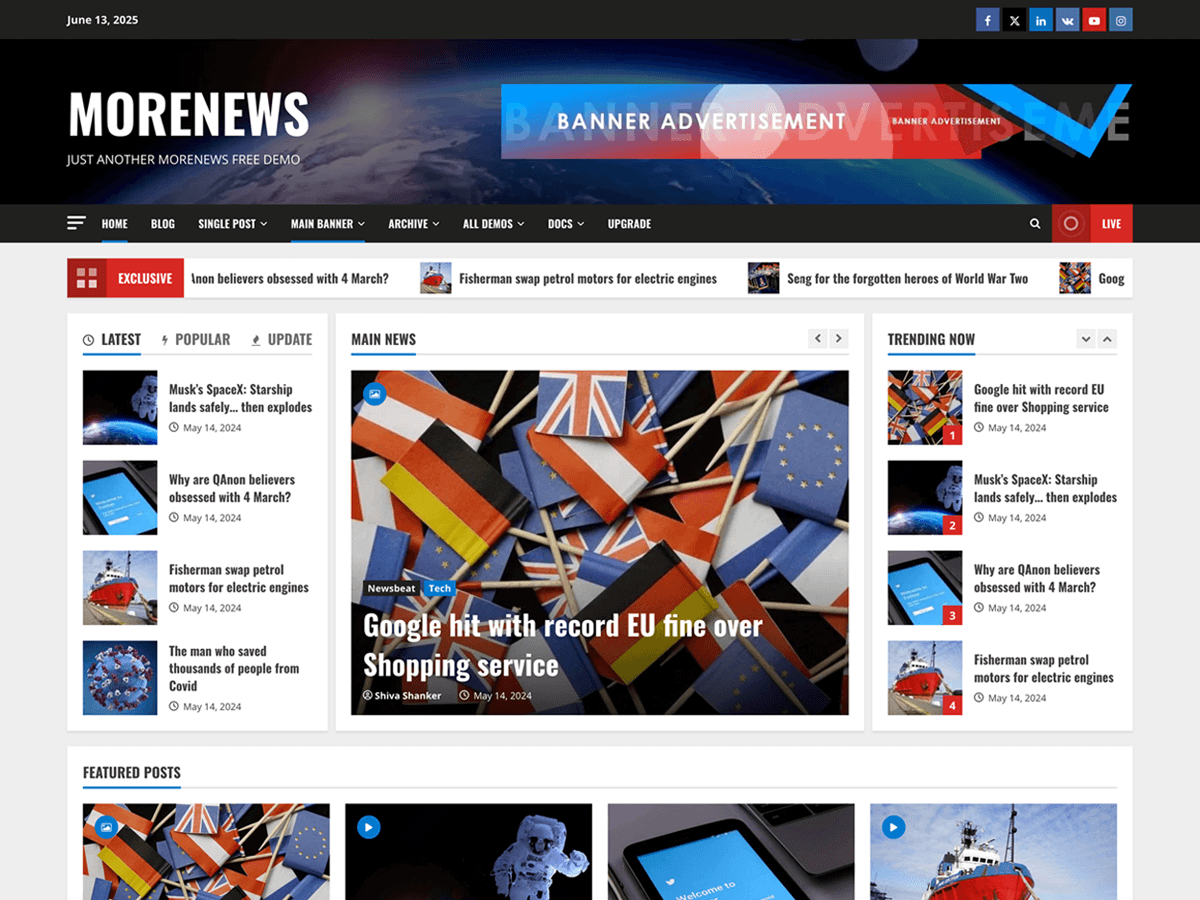 June 13, 2025
MORENEWS
JUST ANOTHER MORENEWS FREE DEMO
BANNER ADVERTISEME
BANNER ADVERTISEMENT
BANNER ADVERTISEMENT
HOME BLOG SINGLE POST MAIN BANNER ARCHIVE ALL DEMOS DOCS UPGRADE LIVE
EXCLUSIVE Anon believers obsessed with 4 March? Fisherman swap petrol motors for electric engines Seng for the forgotten heroes of World War Two Goog
LATEST POPULAR UPDATE
Musk's SpaceX: Starship
lands safely... then explodes
May 14, 2024
Why are QAnon believers
obsessed with 4 March?
May 14, 2024
Fisherman swap petrol
motors for electric engines
May 14, 2024
The man who saved
thousands of people from
Covid
May 14, 2024
MAIN NEWS
Newsbeat Tech
Google hit with record EU fine over
Shopping service
Shiva Shanker May 14, 2024
TRENDING NOW
Google hit with record EU
fine over Shopping service
May 14, 2024
1
Musk's SpaceX: Starship
lands safely... then explodes
May 14, 2024
2
Why are QAnon believers
obsessed with 4 March?
May 14, 2024
3
Fisherman swap petrol
motors for electric engines
May 14, 2024
4
FEATURED POSTS
Welcome to